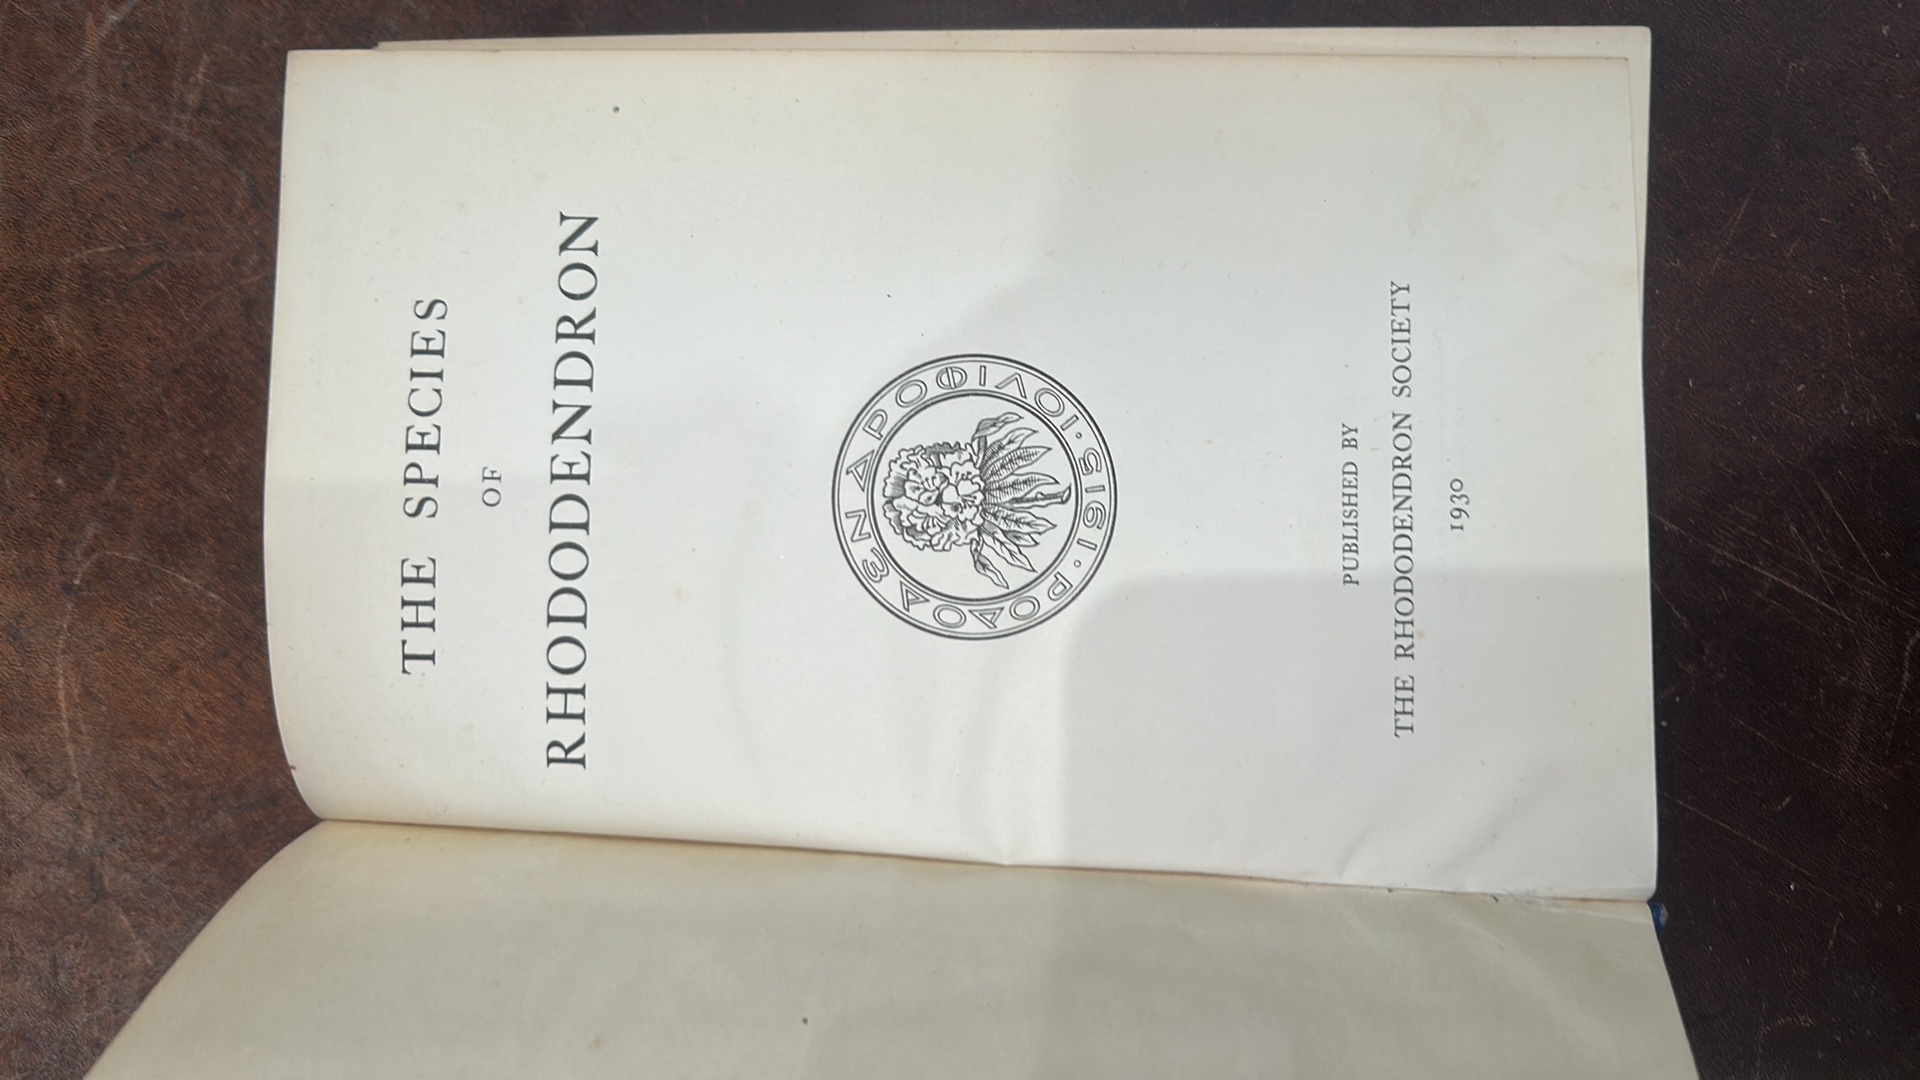 THE SPECIES
OF
RHODODENDRON
ΡΟΔΟΔΕΝΔΡΟΦΙΛΟΙ · 1915 ·
PUBLISHED BY
THE RHODODENDRON SOCIETY
1930